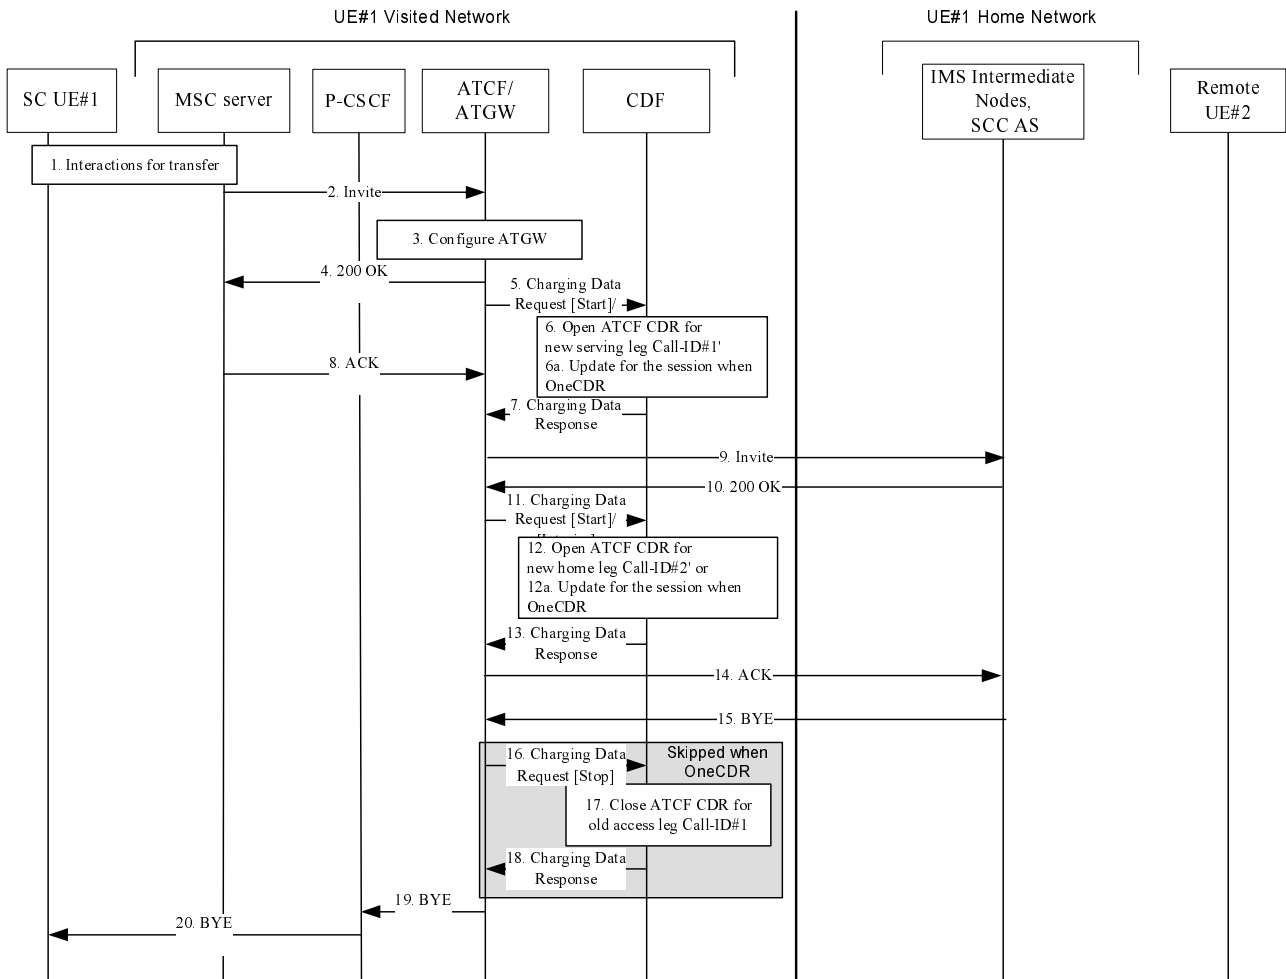 UE#1 Visited Network
UE#1 Home Network
SC UE#1
MSC server
P-CSCF
ATCF/
ATGW
CDF
IMS Intermediate
Nodes,
SCC AS
Remote
UE#2
1. Interactions for transfer
2. Invite
3. Configure ATGW
4. 200 OK
5. Charging Data
Request [Start]/
6. Open ATCF CDR for
new serving leg Call-ID#1'
6a. Update for the session when
OneCDR
8. ACK
7. Charging Data
Response
9. Invite
10. 200 OK
11. Charging Data
Request [Start]/
12. Open ATCF CDR for
new home leg Call-ID#2' or
12a. Update for the session when
OneCDR
13. Charging Data
Response
14. ACK
15. BYE
16. Charging Data
Request [Stop]
Skipped when
OneCDR
17. Close ATCF CDR for
old access leg Call-ID#1
18. Charging Data
Response
19. BYE
20. BYE